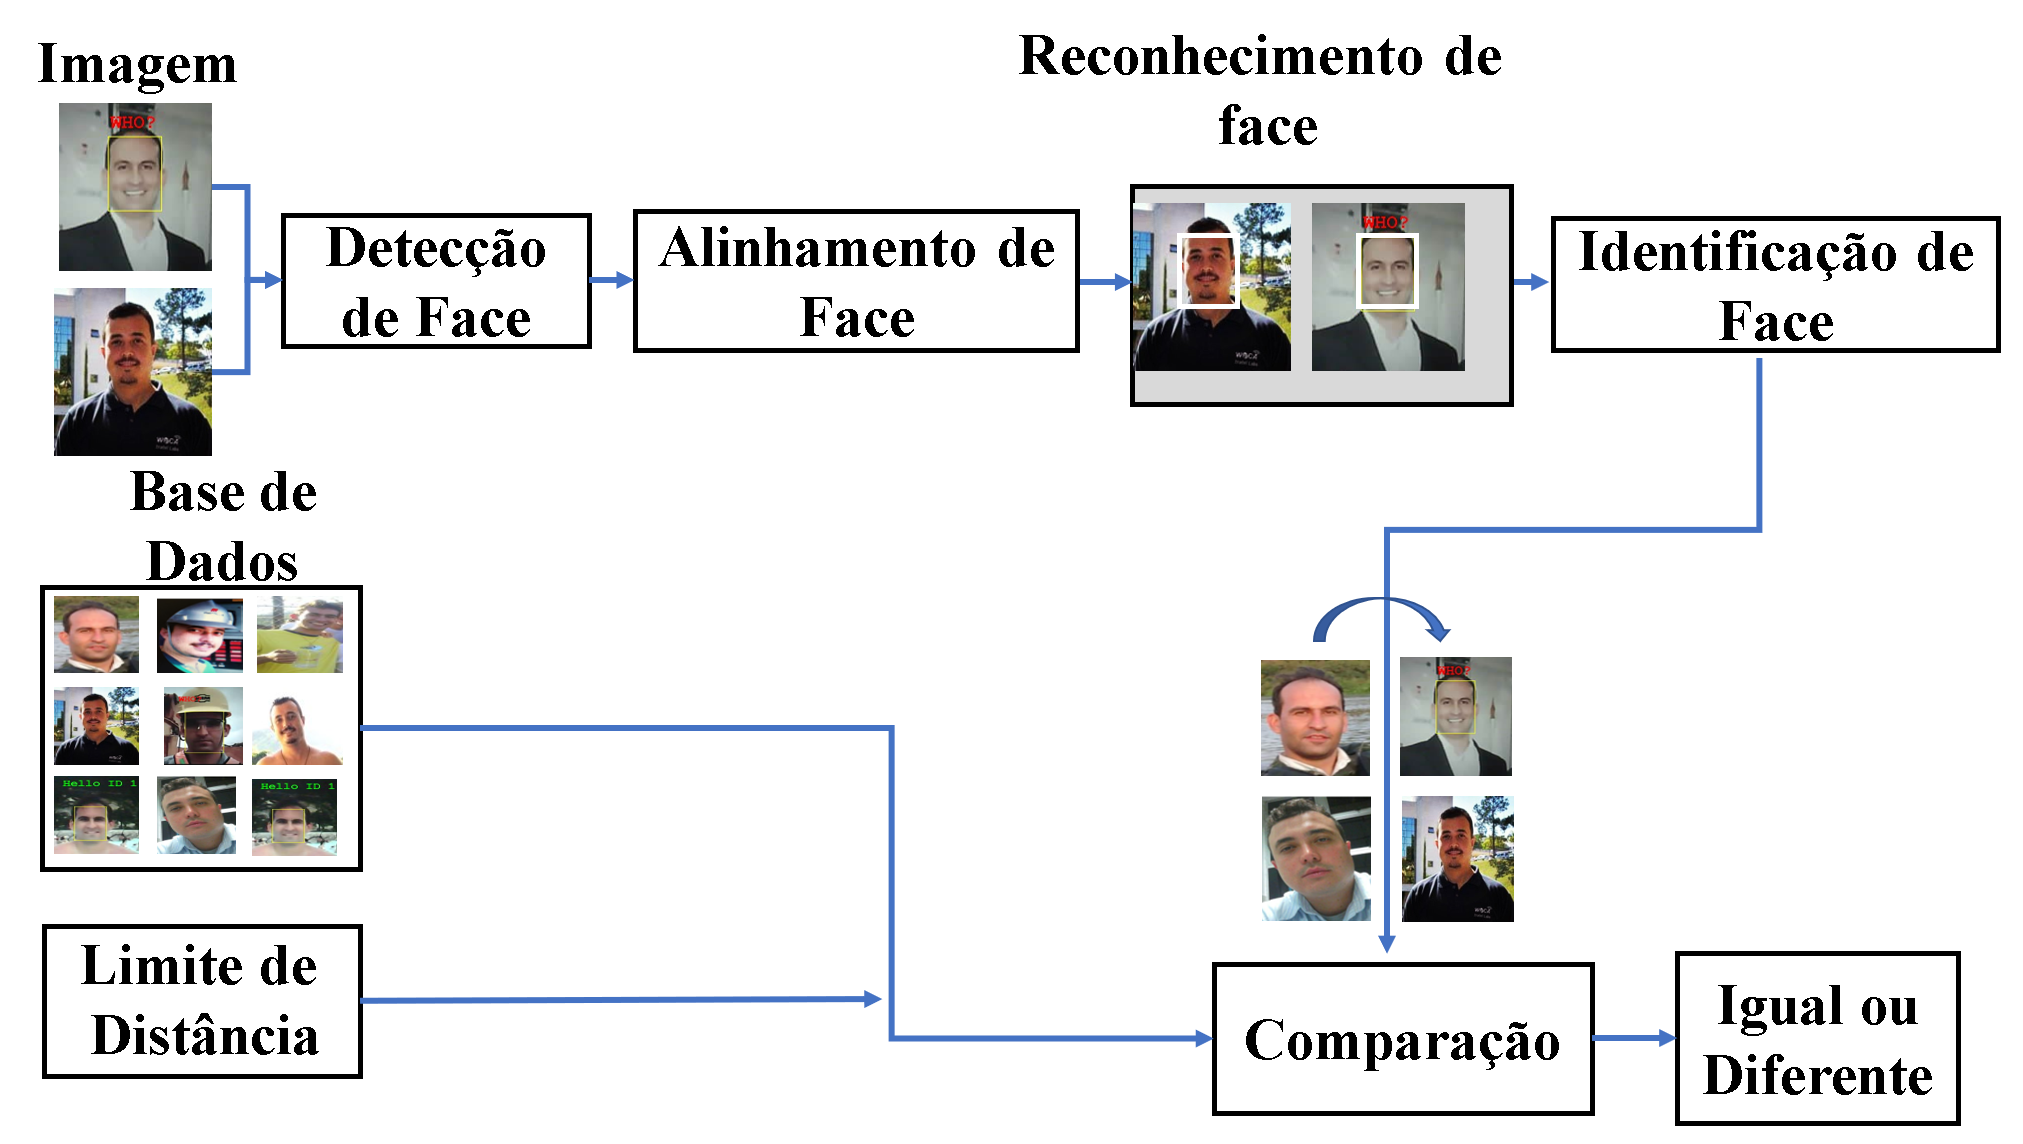 Imagem
WHO?
Reconhecimento de
face
WHO?
Detecção
de Face
Alinhamento de
Face
Identificação de
Face
Base de
Dados
Hello ID 1
Hello ID 1
WHO?
Limite de
Distância
Comparação
Igual ou
Diferente